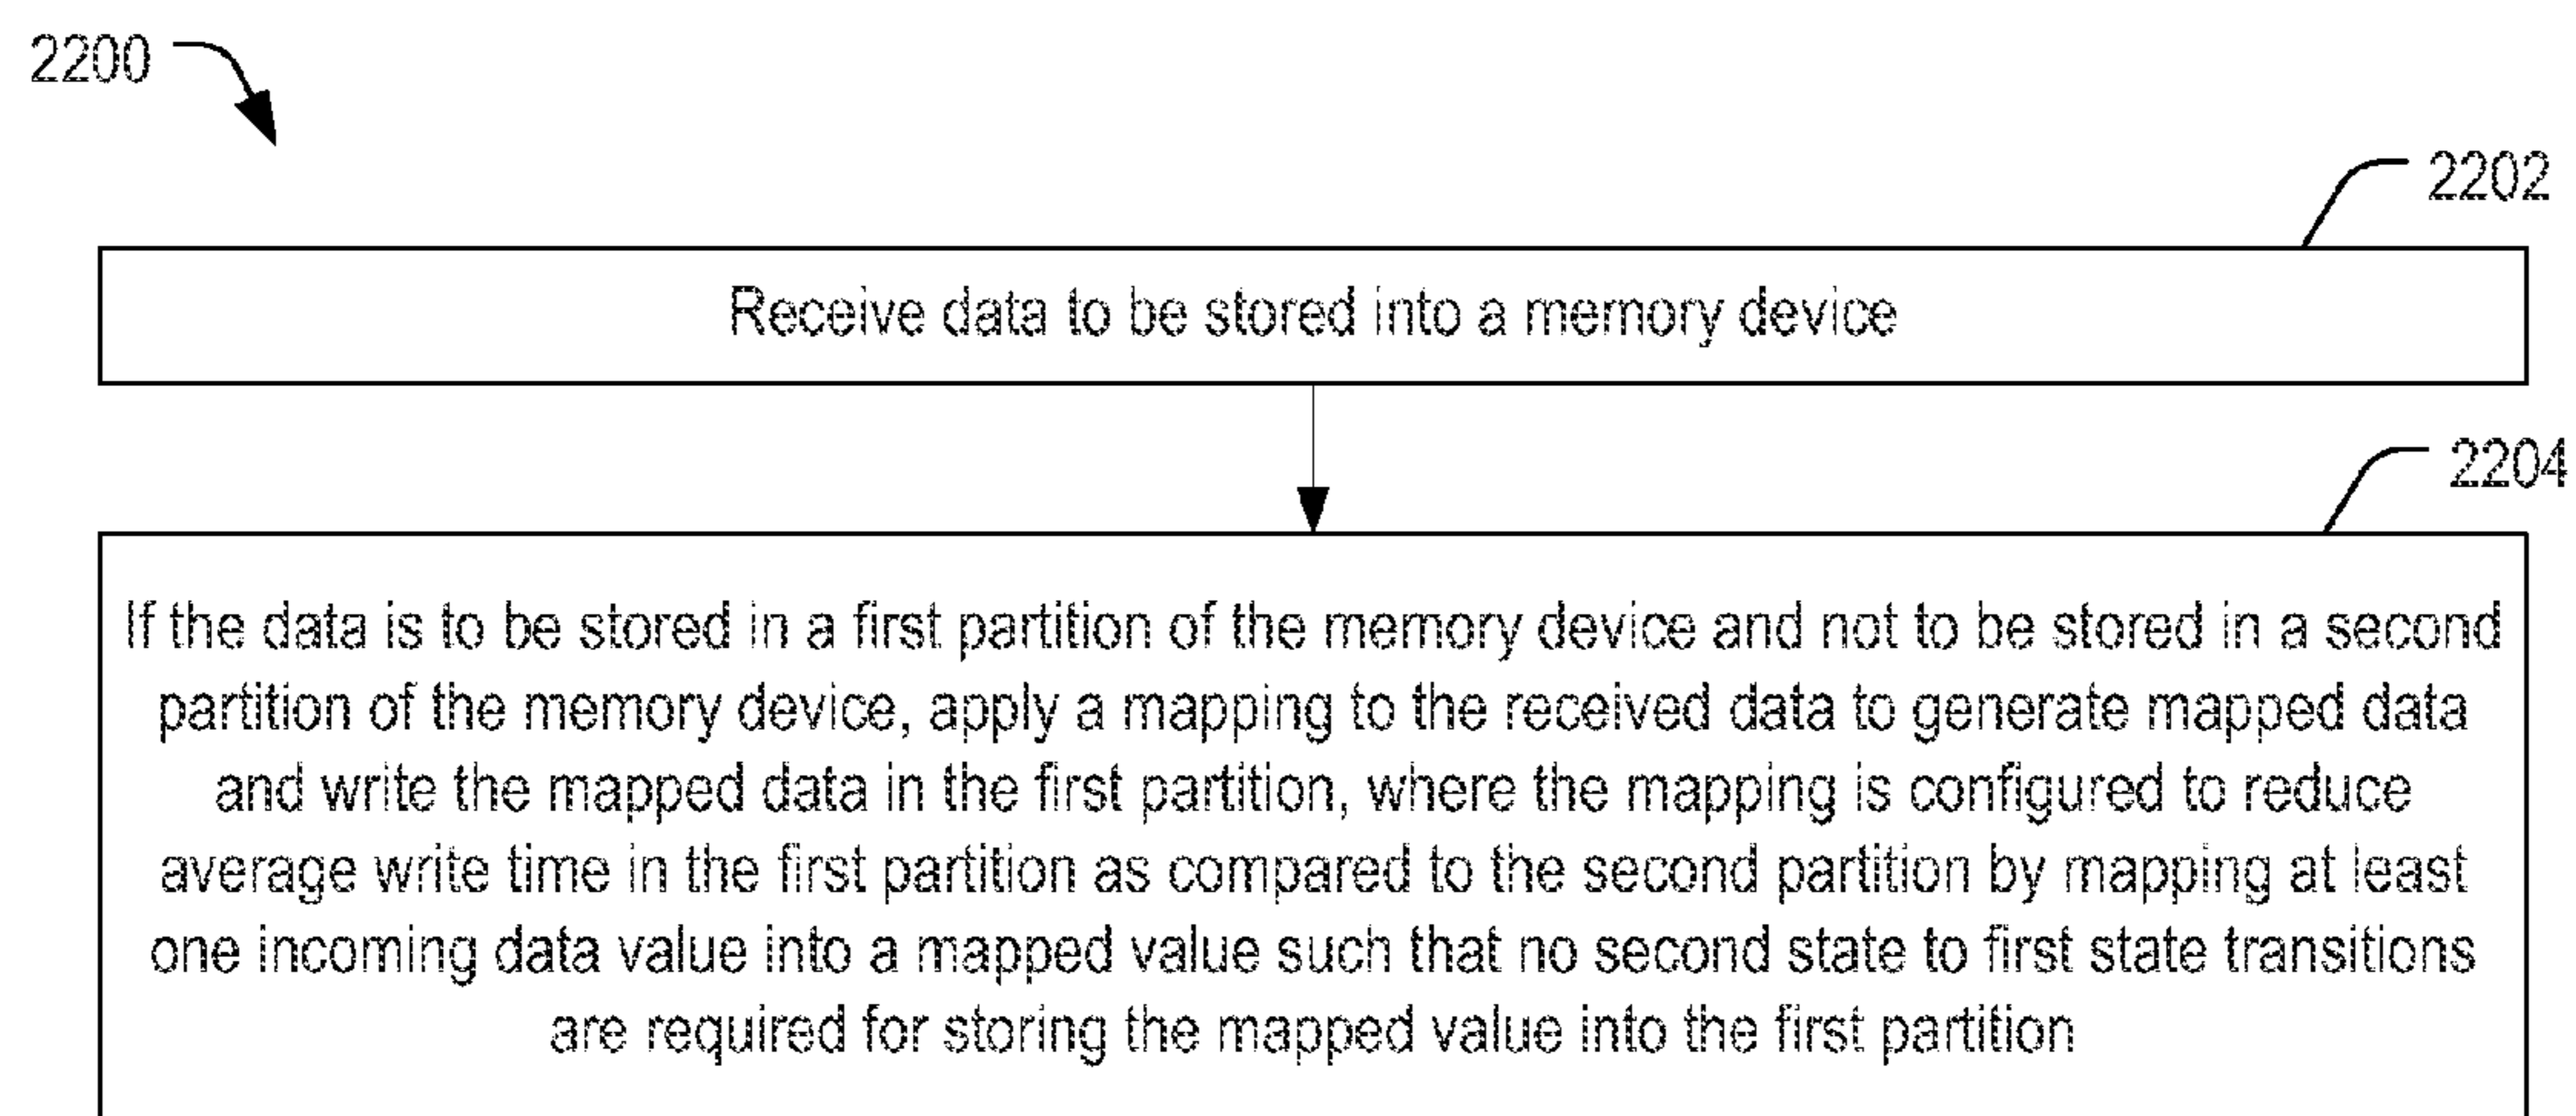 2200
2202
Receive data to be stored into a memory device
2204
If the data is to be stored in a first partition of the memory device and not to be stored in a second
partition of the memory device, apply a mapping to the received data to generate mapped data
and write the mapped data in the first partition, where the mapping is configured to reduce
average write time in the first partition as compared to the second partition by mapping at least
one incoming data value into a mapped value such that no second state to first state transitions
are required for storing the mapped value into the first partition